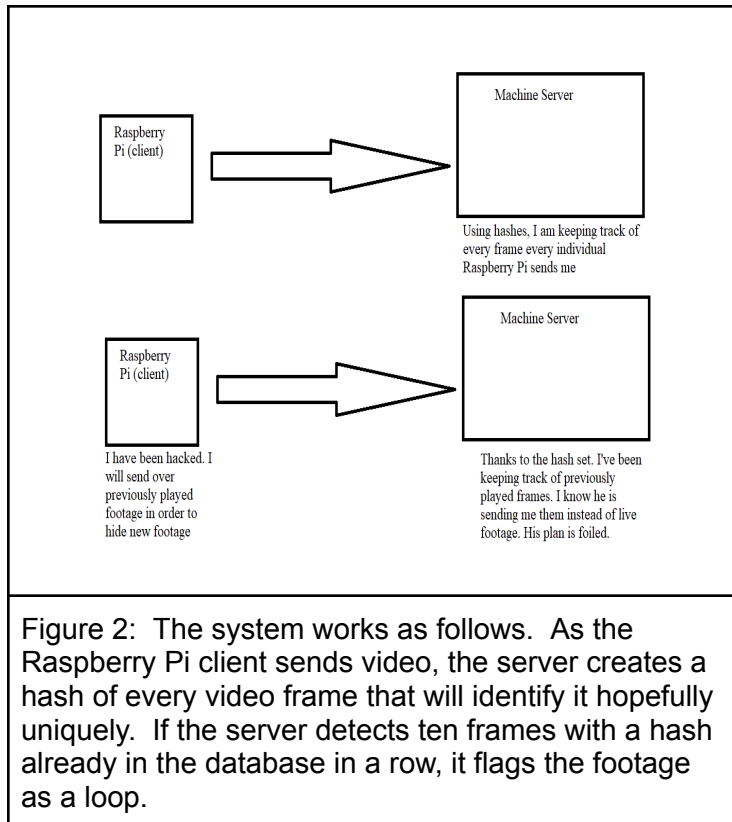 Raspberry
Pi (client)
Machine Server
Using hashes, I am keeping track of
every frame every individual
Raspberry Pi sends me
Raspberry
Pi (client)
Machine Server
I have been hacked. I
will send over
previously played
footage in order to
hide new footage
Thanks to the hash set. I've been
keeping track of previously
played frames. I know he is
sending me them instead of live
footage. His plan is foiled.
Figure 2:  The system works as follows.  As the
Raspberry Pi client sends video, the server creates a
hash of every video frame that will identify it hopefully
uniquely.  If the server detects ten frames with a hash
already in the database in a row, it flags the footage
as a loop.